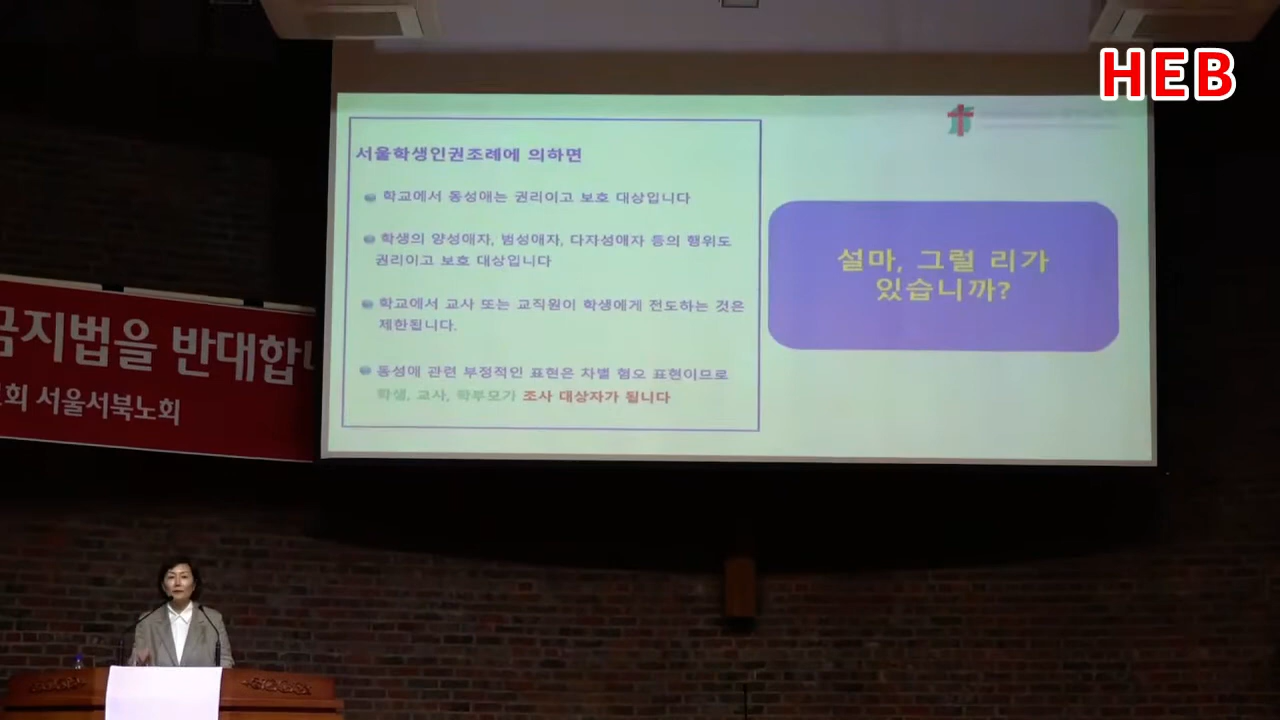 HEB
서울학생인권조례에 의하면
학교에서 동성애는 권리이고 보호 대상입니다
학생의 양성애자, 범성애자, 다자성애자 등의 행위도
권리이고 보호 대상입니다
학교에서 교사 또는 교직원이 학생에게 전도하는 것은
제한됩니다.
동성애 관련 부정적인 표현은 차별 혐오 표현이므로
학생, 교사, 학부모가 조사 대상자가 됩니다
설마, 그럴 리가
있습니까?
금지법을 반대합니
회 서울서북노회